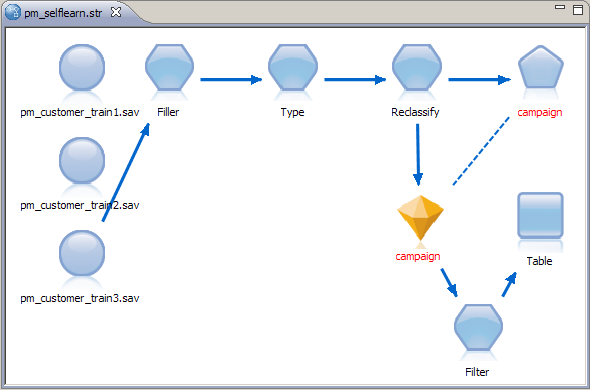 pm_selflearn.str
pm_customer_train1.sav
Filler
Type
Reclassify
campaign
pm_customer_train2.sav
campaign
Table
pm_customer_train3.sav
Filter